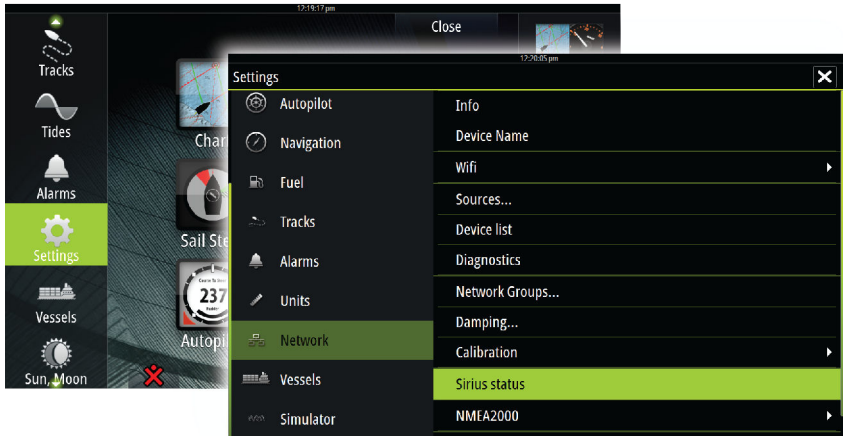 12:19:17 pm
Close
Tracks
Tides
Alarms
Settings
Vessels
Sun, Moon
Char
Sail Ste
237
Autopi
12:20:05 pm
Settings
Autopilot
Navigation
Fuel
Tracks
Alarms
Units
Network
Vessels
Simulator
Info
Device Name
Wifi
Sources...
Device list
Diagnostics
Network Groups...
Damping...
Calibration
Sirius status
NMEA2000